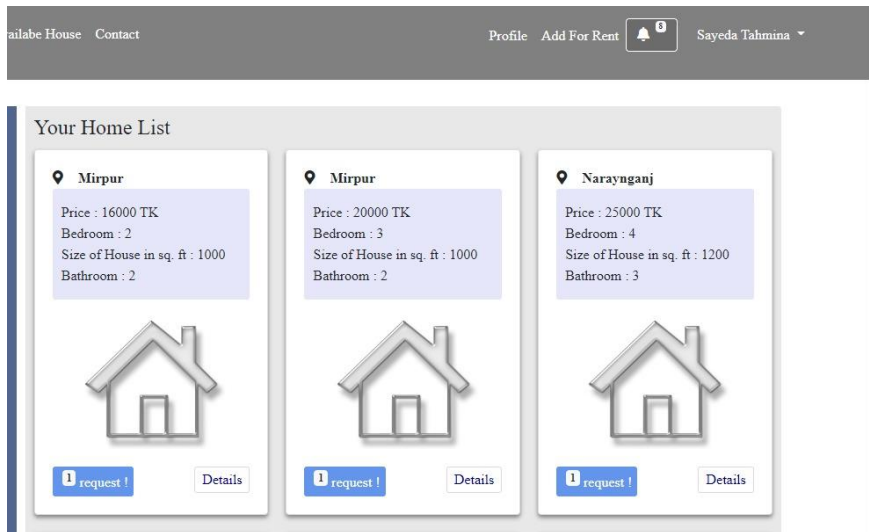 ailabe House Contact Profile Add For Rent 8 Sayeda Tahmina
Your Home List
Mirpur
Price : 16000 TK
Bedroom : 2
Size of House in sq. ft : 1000
Bathroom : 2
1 request ! Details
Mirpur
Price : 20000 TK
Bedroom : 3
Size of House in sq. ft : 1000
Bathroom : 2
1 request ! Details
Naraynganj
Price : 25000 TK
Bedroom : 4
Size of House in sq. ft : 1200
Bathroom : 3
1 request ! Details